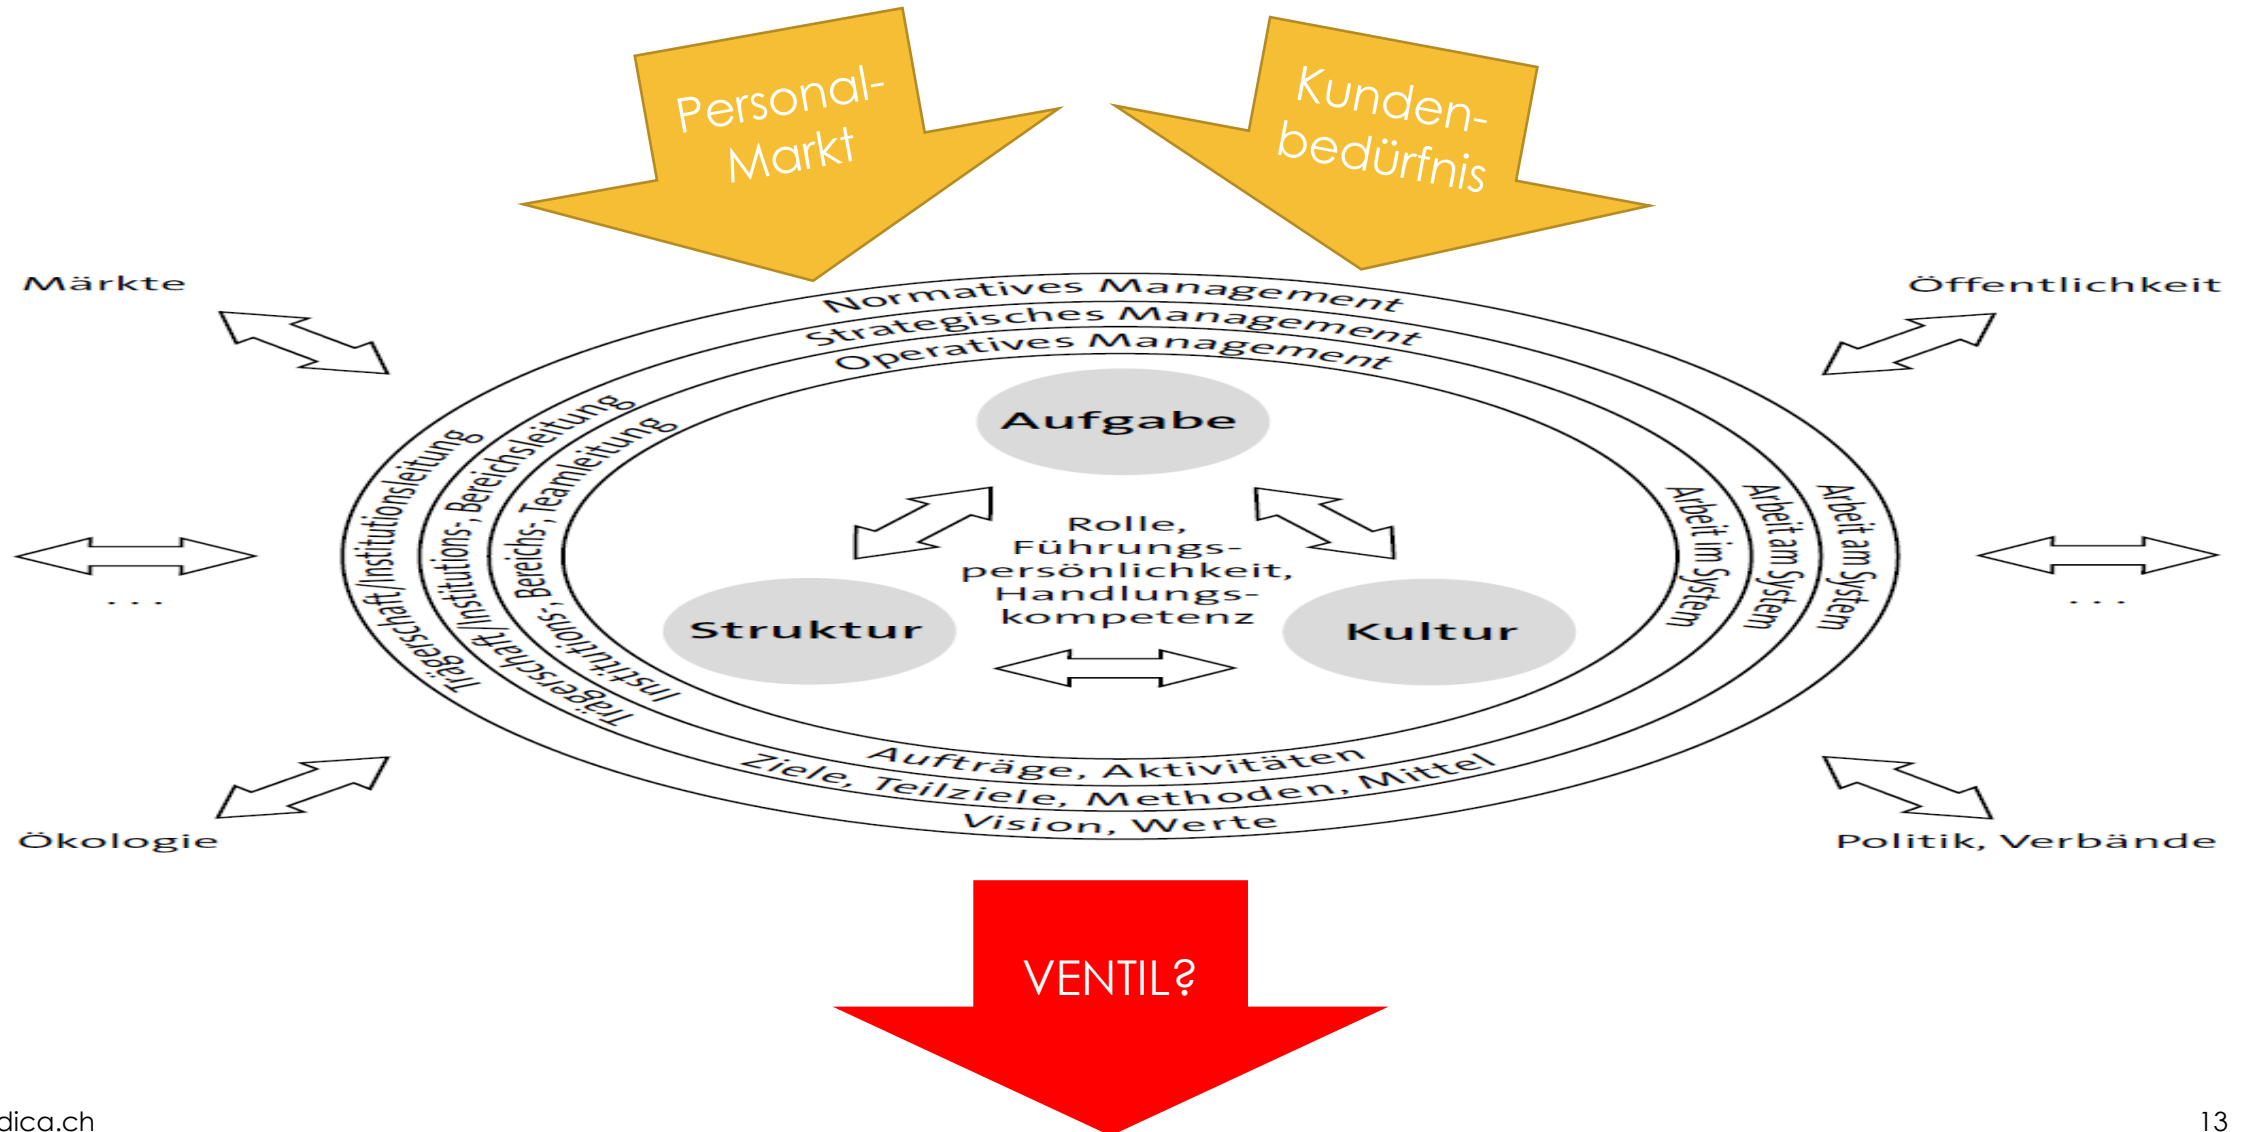 Personal-
Markt
Kunden-
bedürfnis
Märkte
Öffentlichkeit
Normatives Management
Strategisches Management
Operatives Management
Trägerschaft/Institutionsleitung
Trägerschaft/Institutions-, Bereichsleitung
Institutions-, Bereichs-, Teamleitung
Aufgabe
Rolle,
Führungs-
persönlichkeit,
Handlungs-
kompetenz
Struktur
Kultur
Arbeit im System
Arbeit am System
Arbeit am System
. . .
. . .
Aufträge, Aktivitäten
Ziele, Teilziele, Methoden, Mittel
Vision, Werte
Ökologie
Politik, Verbände
VENTIL?
dica.ch
13